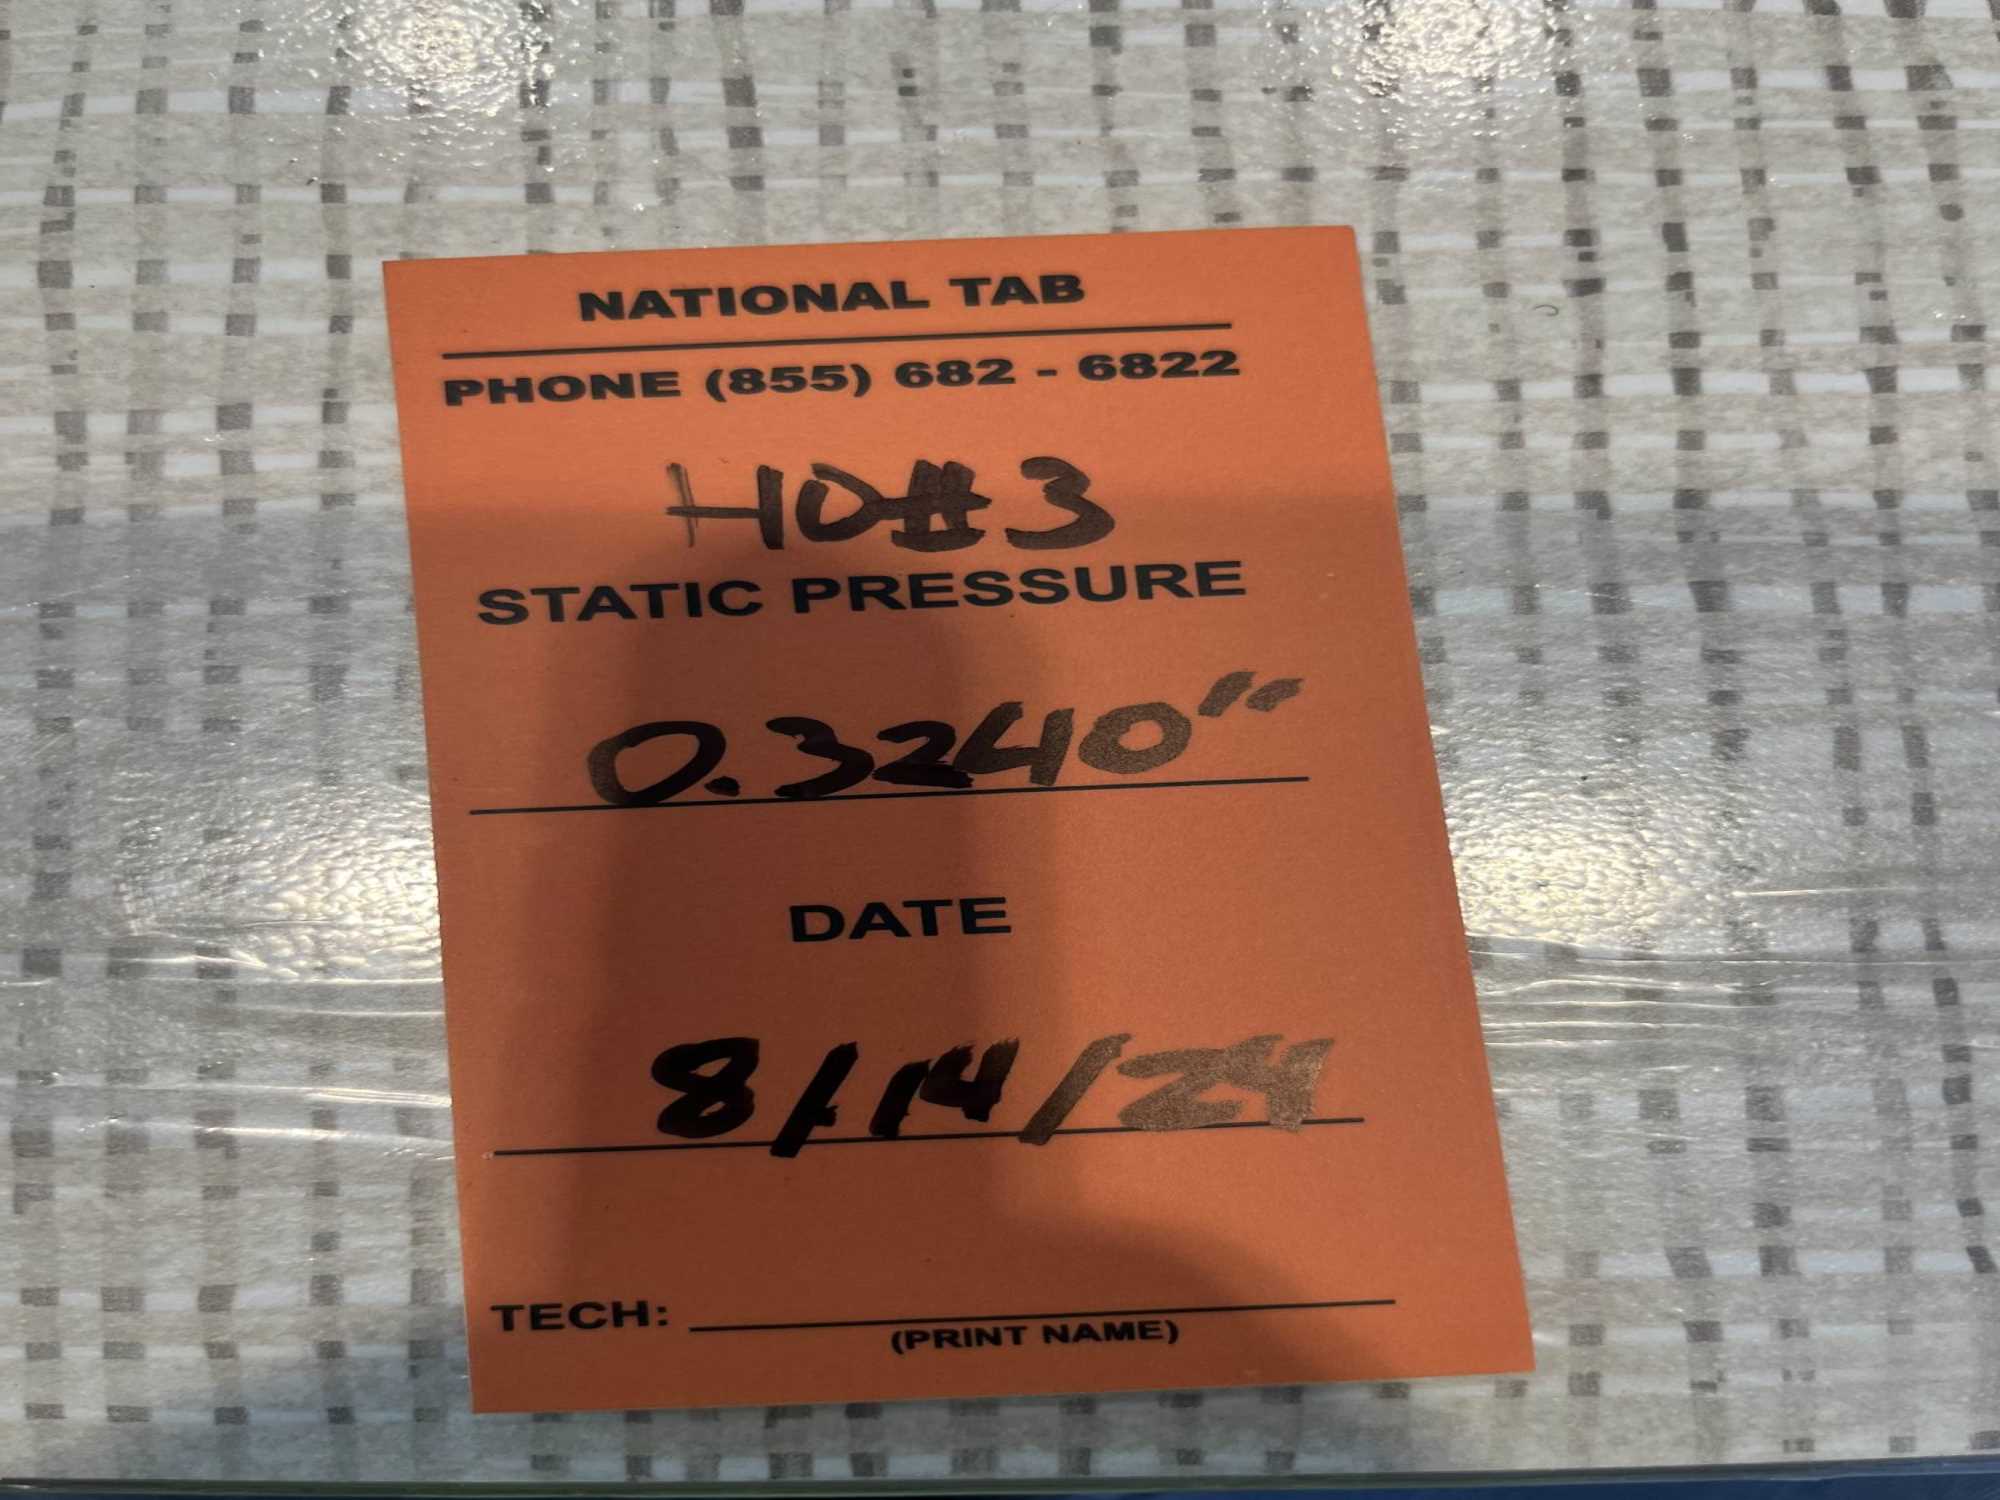 NATIONAL TAB
PHONE (855) 682 - 6822
HD#3
STATIC PRESSURE
0.3240"
DATE
8/14/24
TECH:
(PRINT NAME)